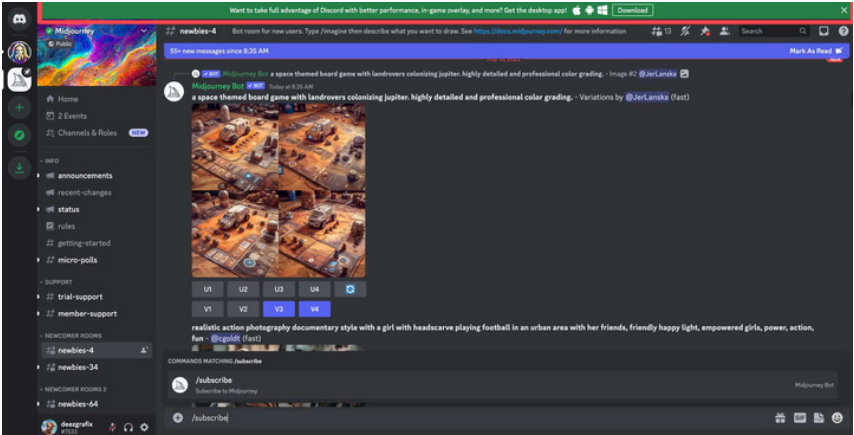 Want to take full advantage of Discord with better performance, in-game overlay, and more? Get the desktop app! Download
Midjourney
Public
Home
2 Events
Channels & Roles NEW
INFO
announcements
recent-changes
status
rules
getting-started
micro-polls
SUPPORT
trial-support
member-support
NEWCOMER ROOMS
newbies-4
newbies-34
NEWCOMER ROOMS 2
newbies-64
deezgrafix
#7533
newbies-4 Bot room for new users. Type /imagine then describe what you want to draw. See https://docs.midjourney.com/ for more information 13 Search
55+ new messages since 8:35 AM Mark As Read
NEW
BOT Midjourney Bot a space themed board game with landrovers colonizing jupiter. highly detailed and professional color grading. - Image #2 @JerLanska
Midjourney Bot BOT Today at 8:35 AM
a space themed board game with landrovers colonizing jupiter. highly detailed and professional color grading. - Variations by @JerLanska (fast)
U1 U2 U3 U4
V1 V2 V3 V4
realistic action photography documentary style with a girl with headscarve playing football in an urban area with her friends, friendly happy light, empowered girls, power, action,
fun - @cgoldt (fast)
COMMANDS MATCHING /subscribe
/subscribe
Subscribe to Midjourney
Midjourney Bot
/subscribe
GIF